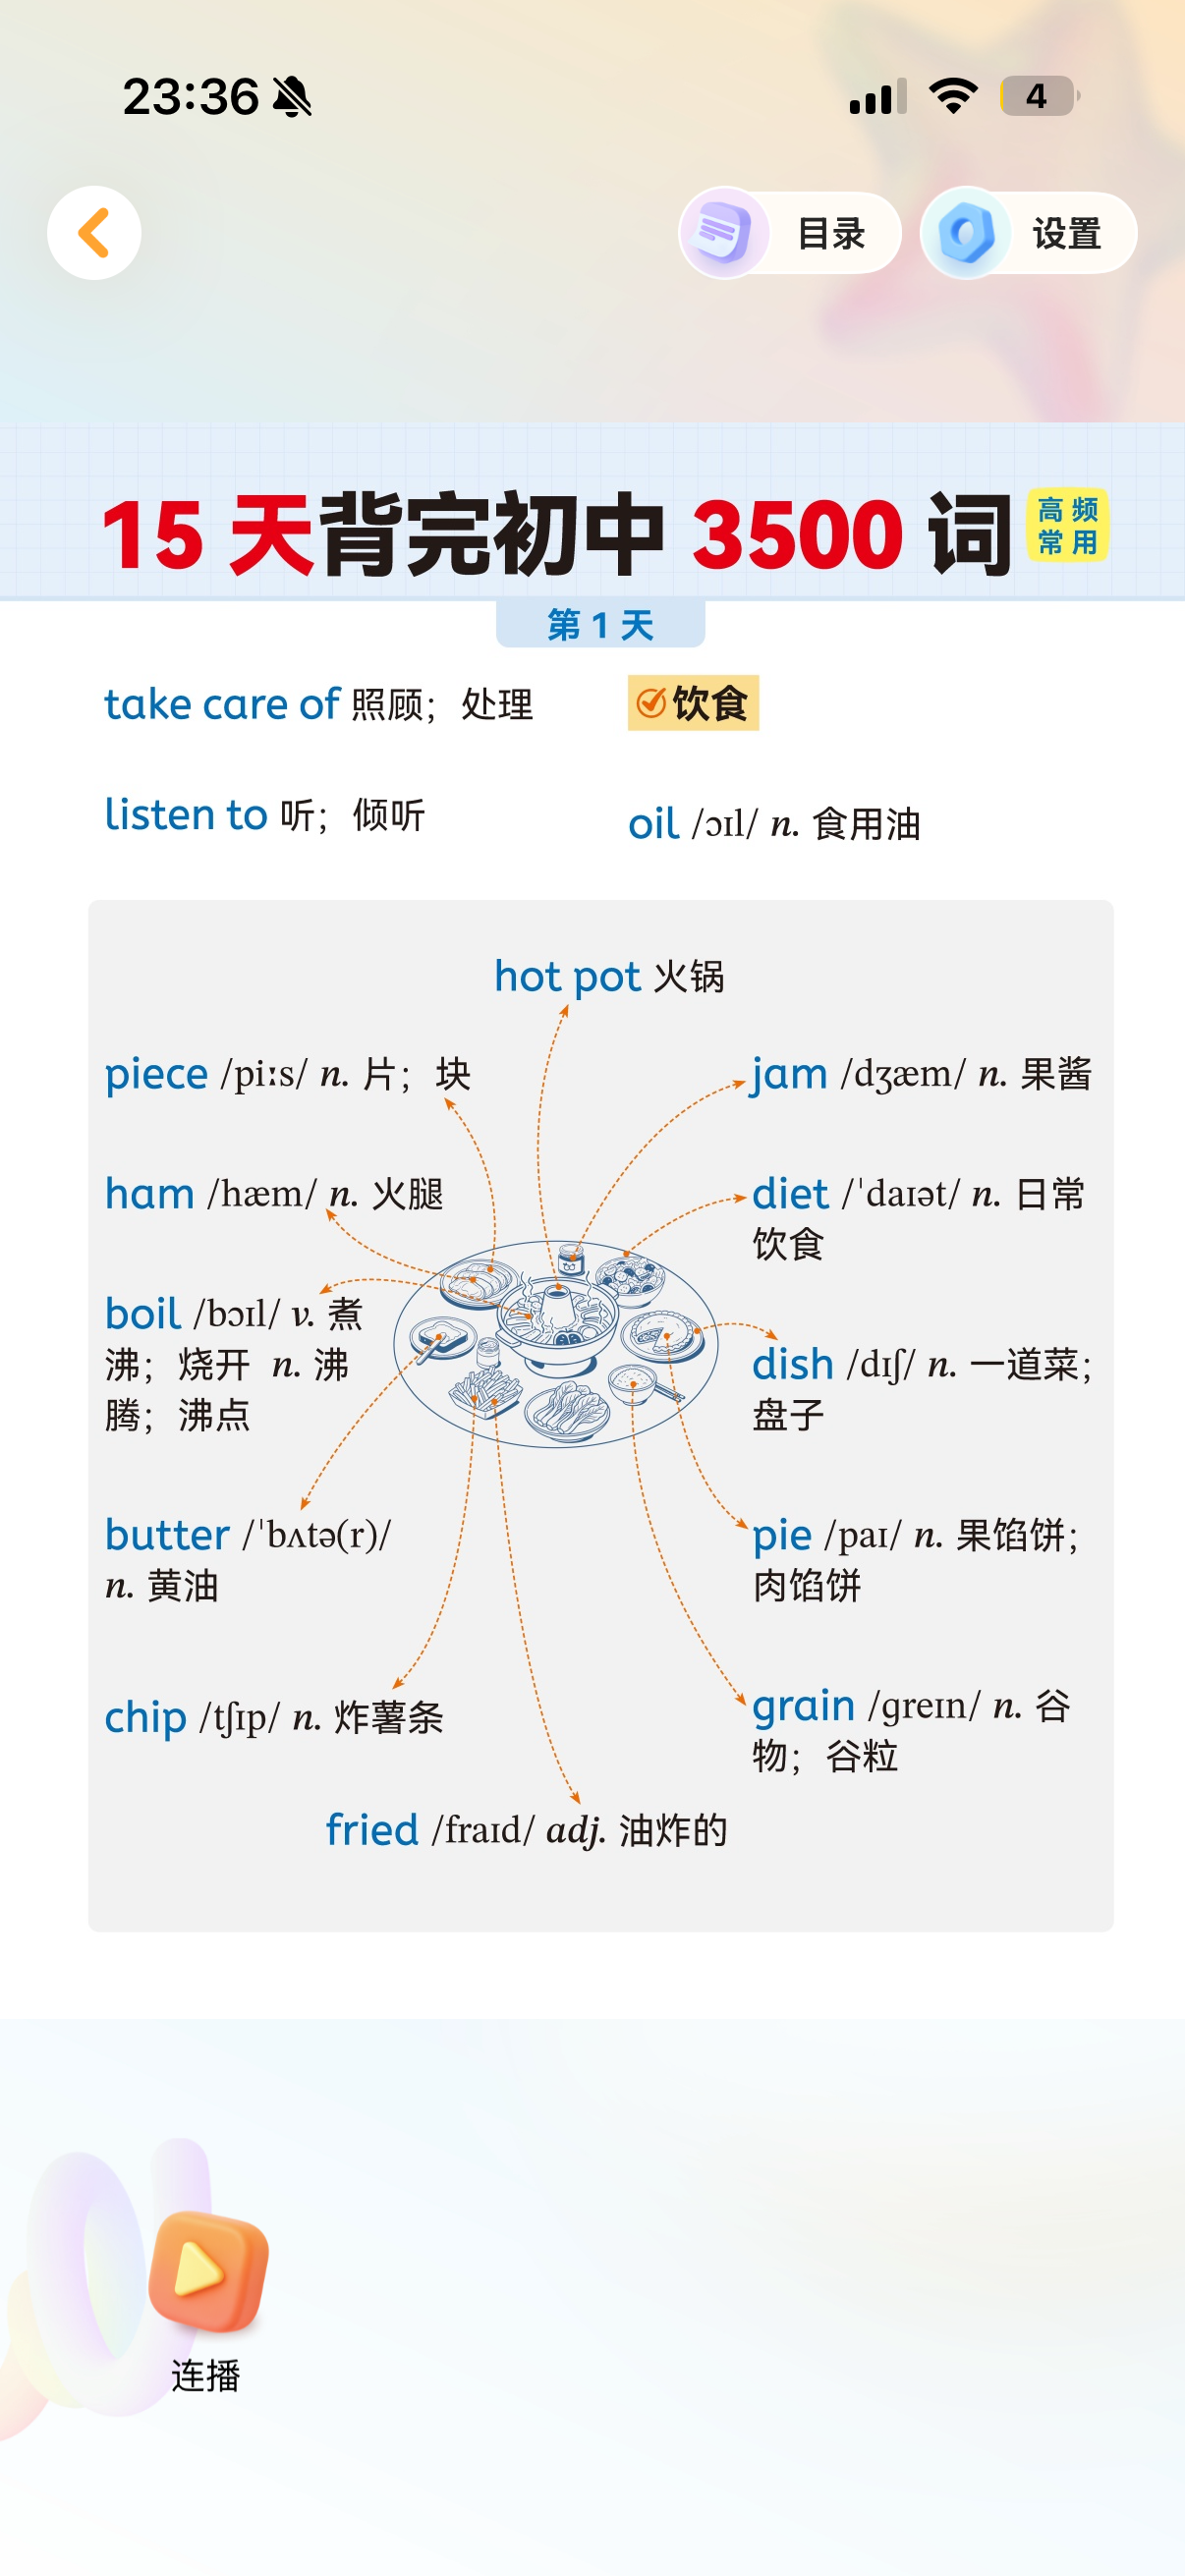 23:36
4
目录
设置
15 天背完初中 3500 词
高频
常用
第 1 天
take care of 照顾；处理
listen to 听；倾听
饮食
oil /ɔɪl/ n. 食用油
hot pot 火锅
piece /piːs/ n. 片；块
ham /hæm/ n. 火腿
boil /bɔɪl/ v. 煮
沸；烧开 n. 沸
腾；沸点
butter /ˈbʌtə(r)/
n. 黄油
chip /tʃɪp/ n. 炸薯条
jam /dʒæm/ n. 果酱
diet /ˈdaɪət/ n. 日常
饮食
dish /dɪʃ/ n. 一道菜；
盘子
pie /paɪ/ n. 果馅饼；
肉馅饼
grain /ɡreɪn/ n. 谷
物；谷粒
fried /fraɪd/ adj. 油炸的
连播